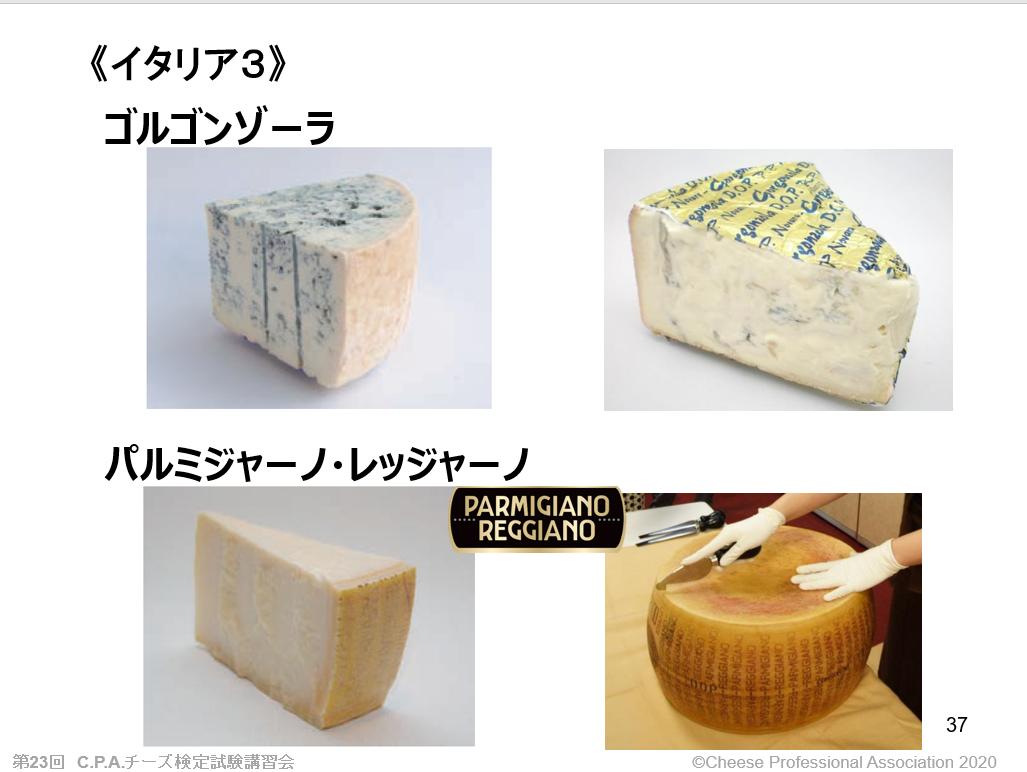 《イタリア３》
ゴルゴンゾーラ
パルミジャーノ･レッジャーノ
PARMIGIANO
REGGIANO
DOP
37
第23回 C.P.A.チーズ検定試験講習会
©Cheese Professional Association 2020